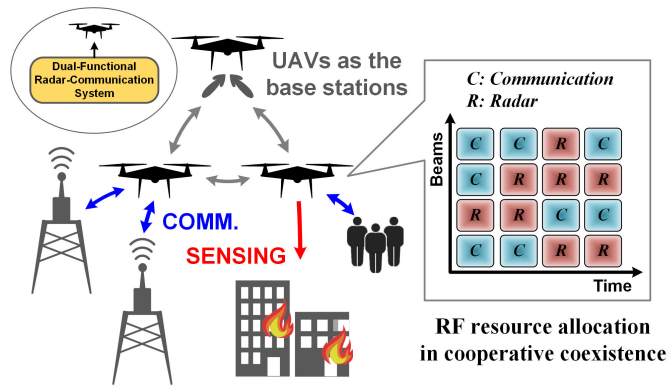 Dual-Functional
Radar-Communication
System
UAVs as the
base stations
COMM.
SENSING
C: Communication
R: Radar
Beams
C C R C
C R R R
R R C C
C C R R
Time
RF resource allocation
in cooperative coexistence